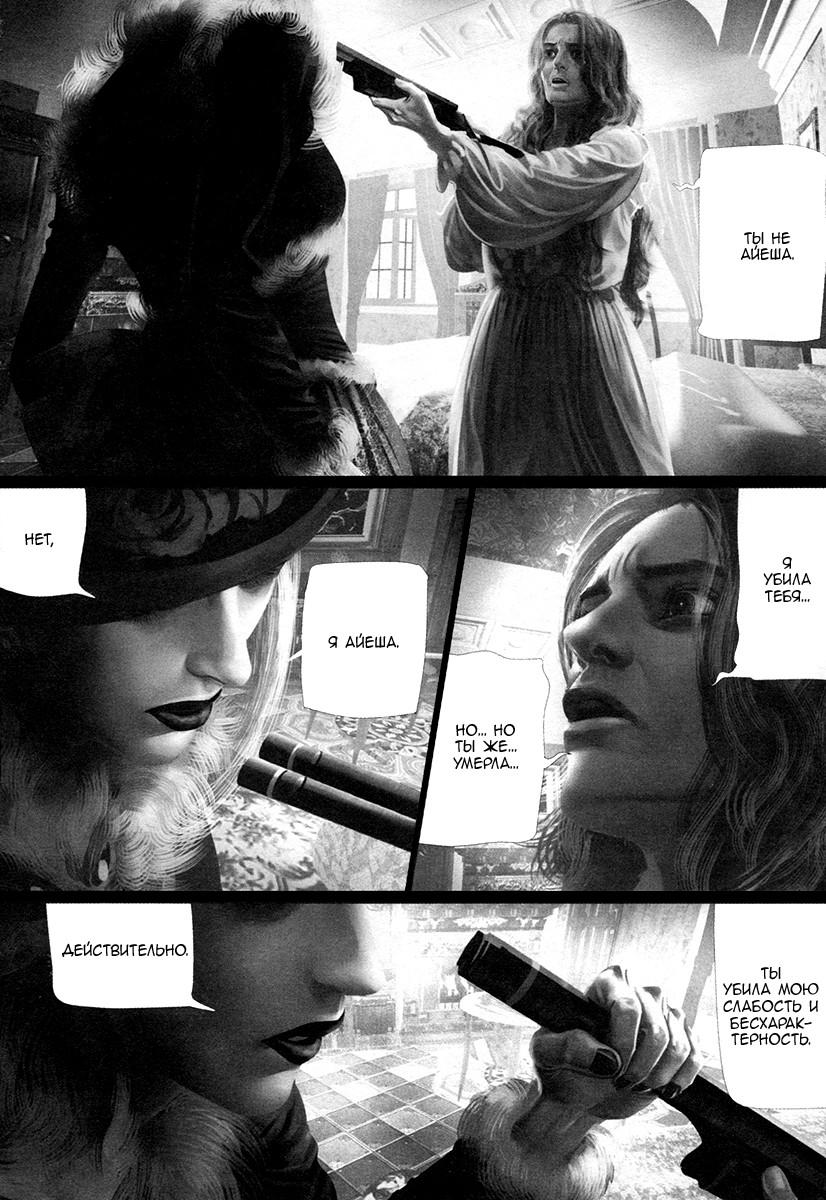 ТЫ НЕ
АЙЕША.
НЕТ,
Я АЙЕША.
Я
УБИЛА
ТЕБЯ...
НО... НО
ТЫ ЖЕ...
УМЕРЛА...
ДЕЙСТВИТЕЛЬНО.
ТЫ
УБИЛА МОЮ
СЛАБОСТЬ И
БЕСХАРАК-
ТЕРНОСТЬ.